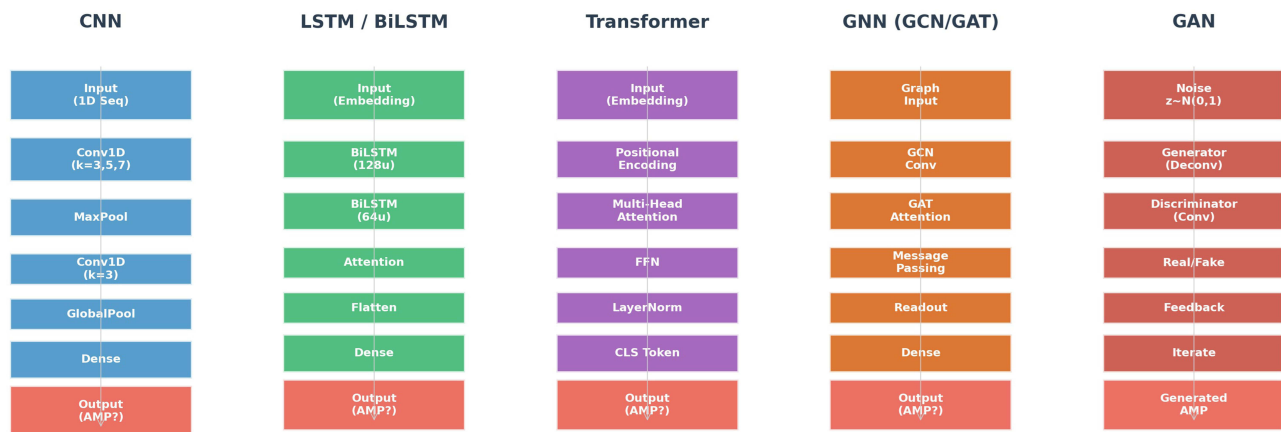 CNN
Input
(1D Seq)
Conv1D
(k=3,5,7)
MaxPool
Conv1D
(k=3)
GlobalPool
Dense
Output
(AMP?)
LSTM / BiLSTM
Input
(Embedding)
BiLSTM
(128u)
BiLSTM
(64u)
Attention
Flatten
Dense
Output
(AMP?)
Transformer
Input
(Embedding)
Positional
Encoding
Multi-Head
Attention
FFN
LayerNorm
CLS Token
Output
(AMP?)
GNN (GCN/GAT)
Graph
Input
GCN
Conv
GAT
Attention
Message
Passing
Readout
Dense
Output
(AMP?)
GAN
Noise
z~N(0,1)
Generator
(Deconv)
Discriminator
(Conv)
Real/Fake
Feedback
Iterate
Generated
AMP